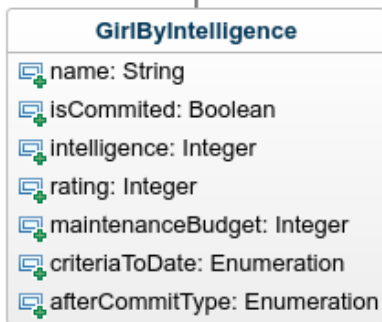 GirlByIntelligence
name: String
isCommited: Boolean
intelligence: Integer
rating: Integer
maintenanceBudget: Integer
criteriaToDate: Enumeration
afterCommitType: Enumeration